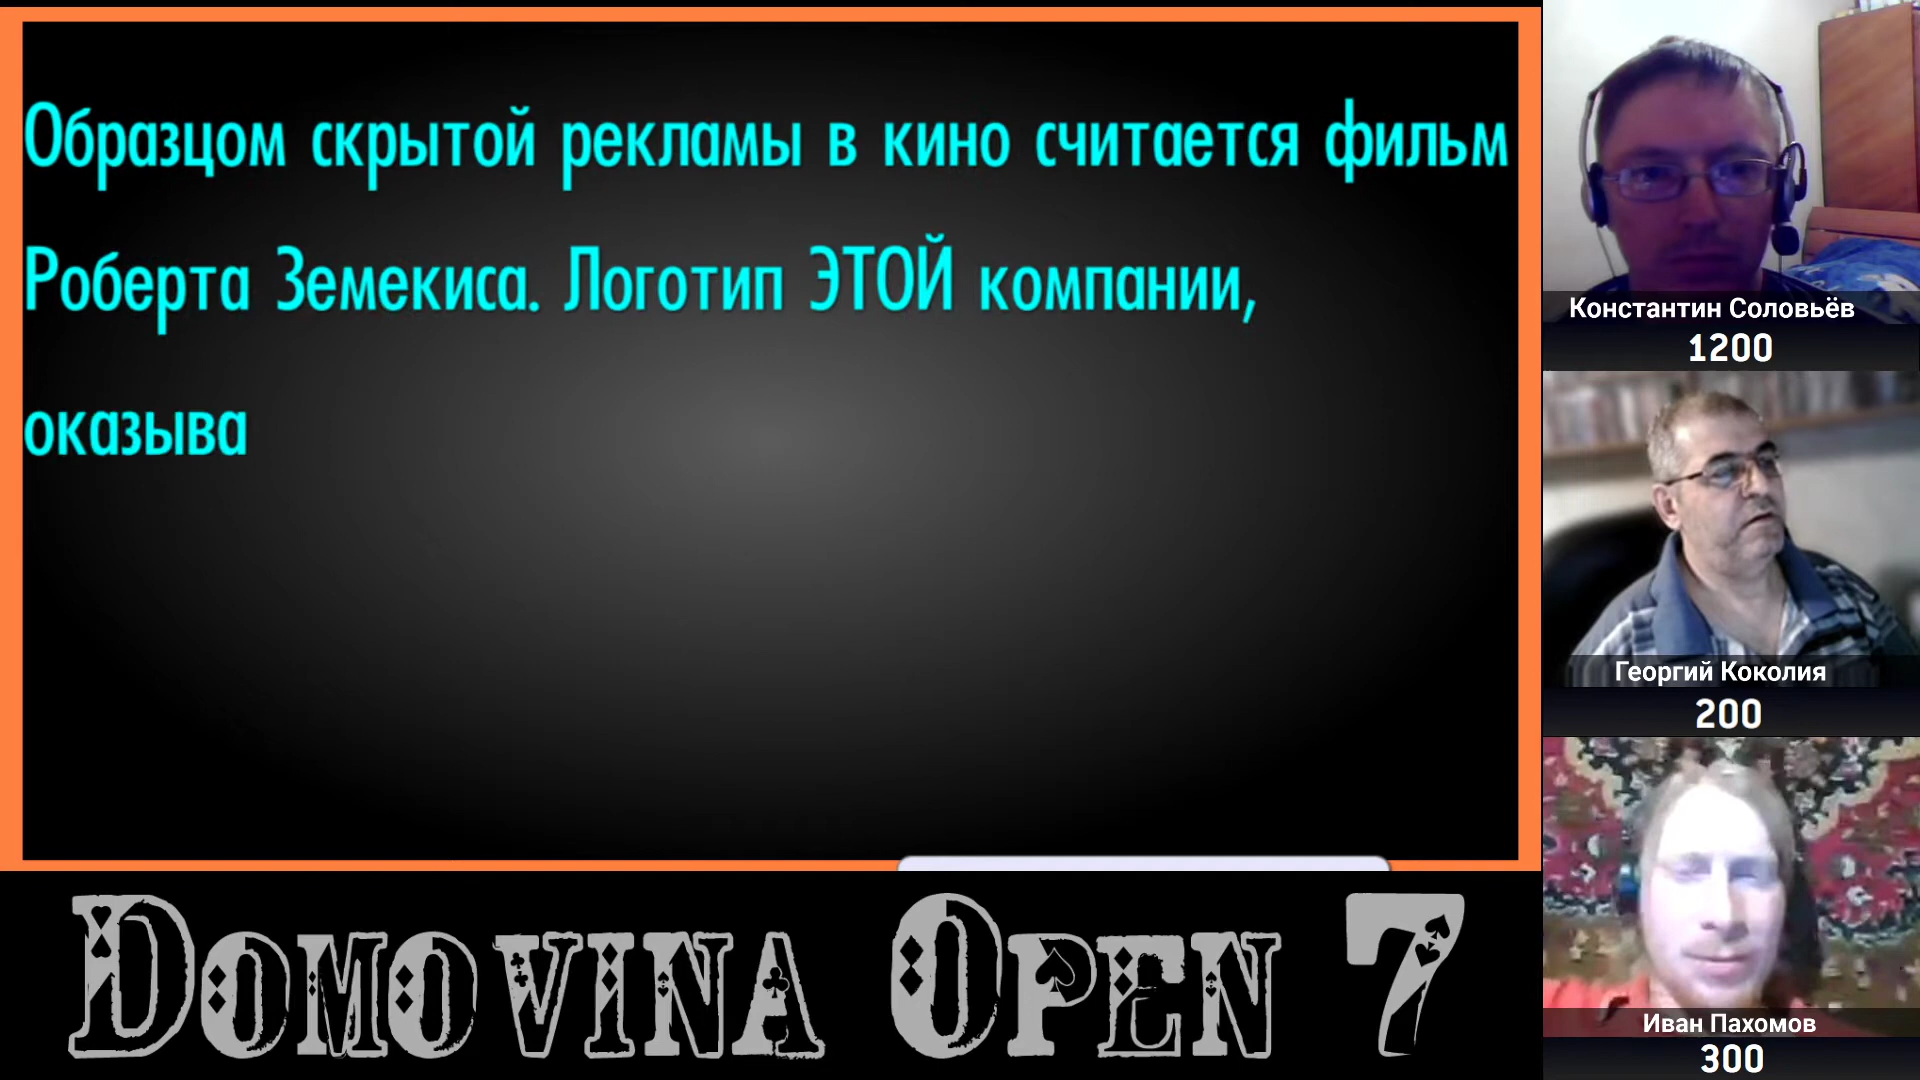 Образцом скрытой рекламы в кино считается фильм
Роберта Земекиса. Логотип ЭТОЙ компании,
оказыва
Константин Соловьёв
1200
Георгий Коколия
200
Иван Пахомов
300
Domovina Open 7